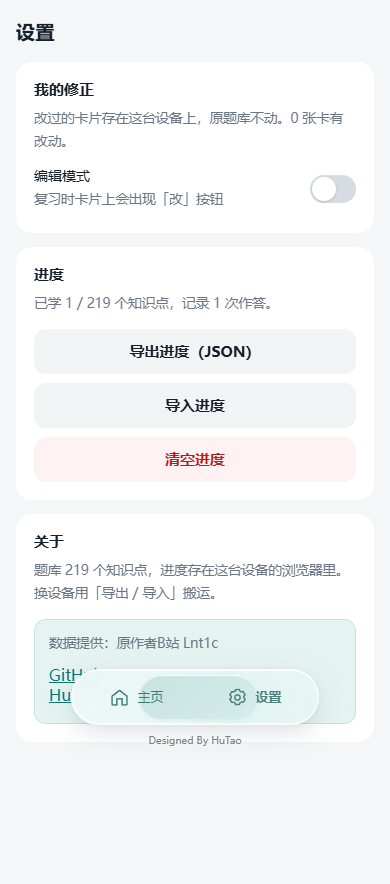 设置
我的修正
改过的卡片存在这台设备上，原题库不动。0 张卡有
改动。
编辑模式
复习时卡片上会出现「改」按钮
进度
已学 1 / 219 个知识点，记录 1 次作答。
导出进度（JSON）
导入进度
清空进度
关于
题库 219 个知识点，进度存在这台设备的浏览器里。
换设备用「导出 / 导入」搬运。
数据提供：原作者B站 Lnt1c
主页
设置
Designed By HuTao